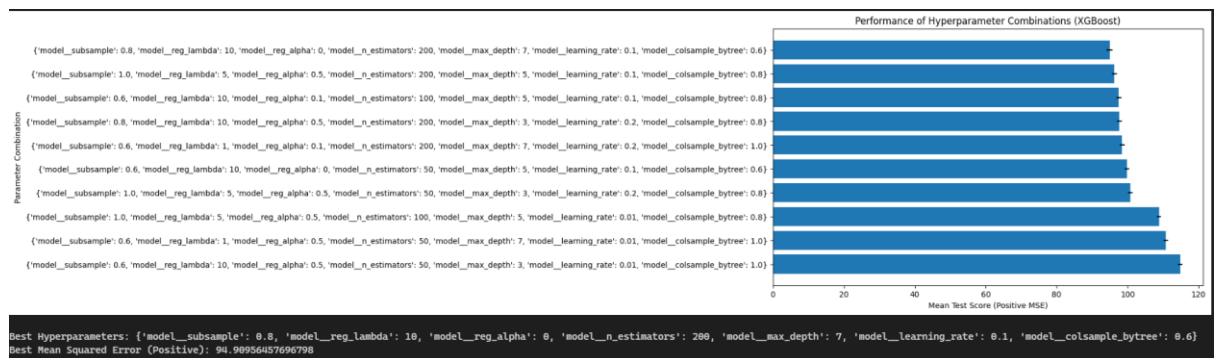 Performance of Hyperparameter Combinations (XGBoost)
Parameter Combination
{'model__subsample': 0.8, 'model__reg_lambda': 10, 'model__reg_alpha': 0, 'model__n_estimators': 200, 'model__max_depth': 7, 'model__learning_rate': 0.1, 'model__colsample_bytree': 0.6}
{'model__subsample': 1.0, 'model__reg_lambda': 5, 'model__reg_alpha': 0.5, 'model__n_estimators': 200, 'model__max_depth': 5, 'model__learning_rate': 0.1, 'model__colsample_bytree': 0.8}
{'model__subsample': 0.6, 'model__reg_lambda': 10, 'model__reg_alpha': 0.1, 'model__n_estimators': 100, 'model__max_depth': 5, 'model__learning_rate': 0.1, 'model__colsample_bytree': 0.8}
{'model__subsample': 0.8, 'model__reg_lambda': 10, 'model__reg_alpha': 0.5, 'model__n_estimators': 200, 'model__max_depth': 3, 'model__learning_rate': 0.2, 'model__colsample_bytree': 0.8}
{'model__subsample': 0.6, 'model__reg_lambda': 1, 'model__reg_alpha': 0.1, 'model__n_estimators': 200, 'model__max_depth': 7, 'model__learning_rate': 0.2, 'model__colsample_bytree': 1.0}
{'model__subsample': 0.6, 'model__reg_lambda': 10, 'model__reg_alpha': 0, 'model__n_estimators': 50, 'model__max_depth': 5, 'model__learning_rate': 0.1, 'model__colsample_bytree': 0.6}
{'model__subsample': 1.0, 'model__reg_lambda': 5, 'model__reg_alpha': 0.5, 'model__n_estimators': 50, 'model__max_depth': 3, 'model__learning_rate': 0.2, 'model__colsample_bytree': 0.8}
{'model__subsample': 1.0, 'model__reg_lambda': 5, 'model__reg_alpha': 0.5, 'model__n_estimators': 100, 'model__max_depth': 5, 'model__learning_rate': 0.01, 'model__colsample_bytree': 0.8}
{'model__subsample': 0.6, 'model__reg_lambda': 1, 'model__reg_alpha': 0.5, 'model__n_estimators': 50, 'model__max_depth': 7, 'model__learning_rate': 0.01, 'model__colsample_bytree': 1.0}
{'model__subsample': 0.6, 'model__reg_lambda': 10, 'model__reg_alpha': 0.5, 'model__n_estimators': 50, 'model__max_depth': 3, 'model__learning_rate': 0.01, 'model__colsample_bytree': 1.0}
0 20 40 60 80 100 120
Mean Test Score (Positive MSE)
Best Hyperparameters: {'model__subsample': 0.8, 'model__reg_lambda': 10, 'model__reg_alpha': 0, 'model__n_estimators': 200, 'model__max_depth': 7, 'model__learning_rate': 0.1, 'model__colsample_bytree': 0.6}
Best Mean Squared Error (Positive): 94.90956457696798